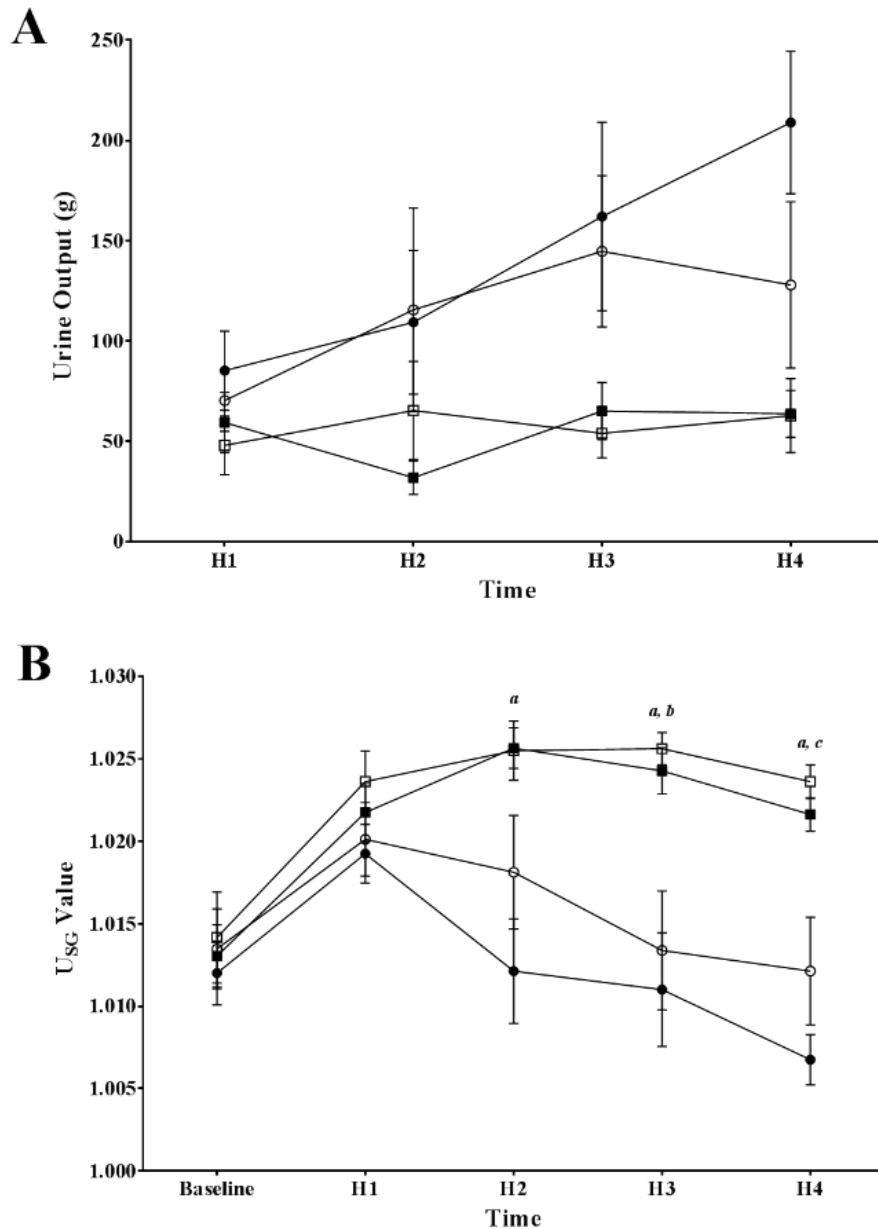 A
250
200
150
100
50
0
Urine Output (g)
H1 H2 H3 H4
Time
B
1.030
1.025
1.020
1.015
1.010
1.005
1.000
USG Value
a
a, b
a, c
Baseline H1 H2 H3 H4
Time